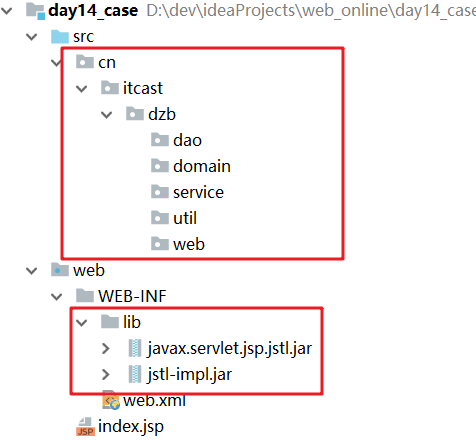 day14_case D:\dev\ideaProjects\web_online\day14_case
src
cn
itcast
dzb
dao
domain
service
util
web
web
WEB-INF
lib
javax.servlet.jsp.jstl.jar
jstl-impl.jar
web.xml
JSP index.jsp